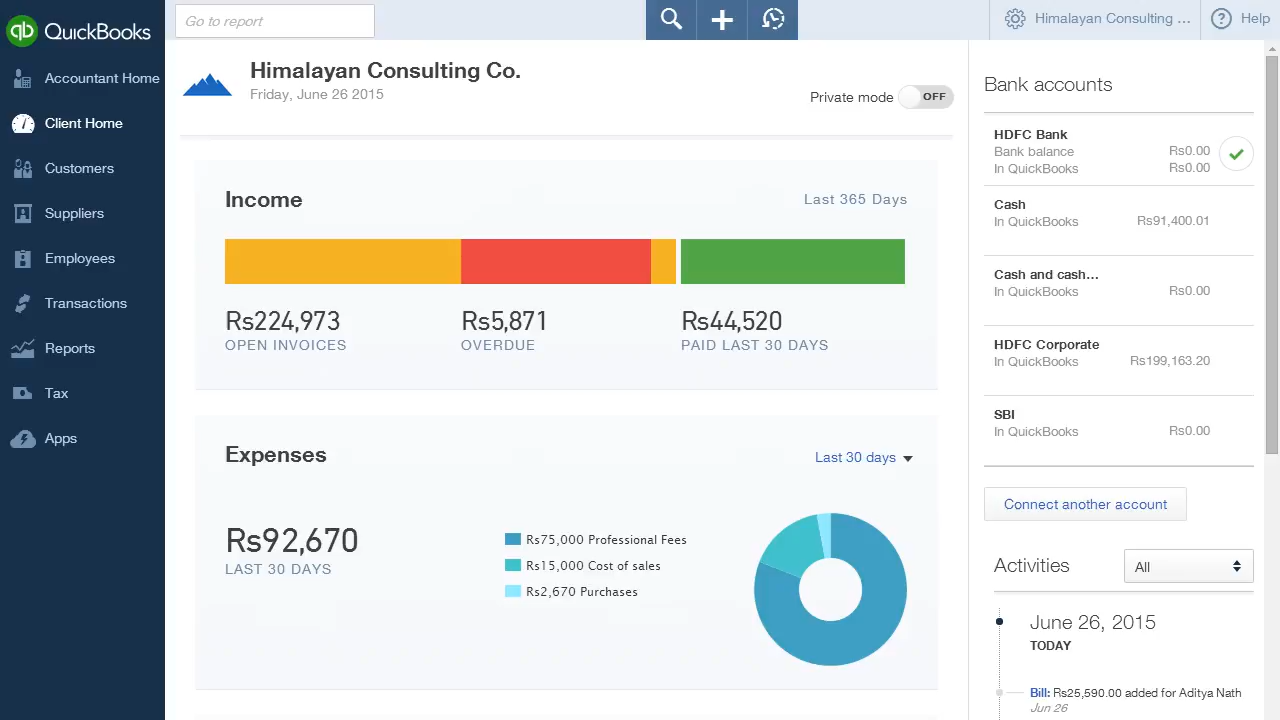 QuickBooks
Accountant Home
Client Home
Customers
Suppliers
Employees
Transactions
Reports
Tax
Apps
Go to report
Himalayan Consulting ...
Help
Himalayan Consulting Co.
Friday, June 26 2015
Private mode OFF
Income
Last 365 Days
Rs224,973
OPEN INVOICES
Rs5,871
OVERDUE
Rs44,520
PAID LAST 30 DAYS
Expenses
Last 30 days
Rs92,670
LAST 30 DAYS
Rs75,000 Professional Fees
Rs15,000 Cost of sales
Rs2,670 Purchases
Bank accounts
HDFC Bank
Bank balance Rs0.00
In QuickBooks Rs0.00
Cash
In QuickBooks Rs91,400.01
Cash and cash...
In QuickBooks Rs0.00
HDFC Corporate
In QuickBooks Rs199,163.20
SBI
In QuickBooks Rs0.00
Connect another account
Activities
All
June 26, 2015
TODAY
Bill: Rs25,590.00 added for Aditya Nath
Jun 26